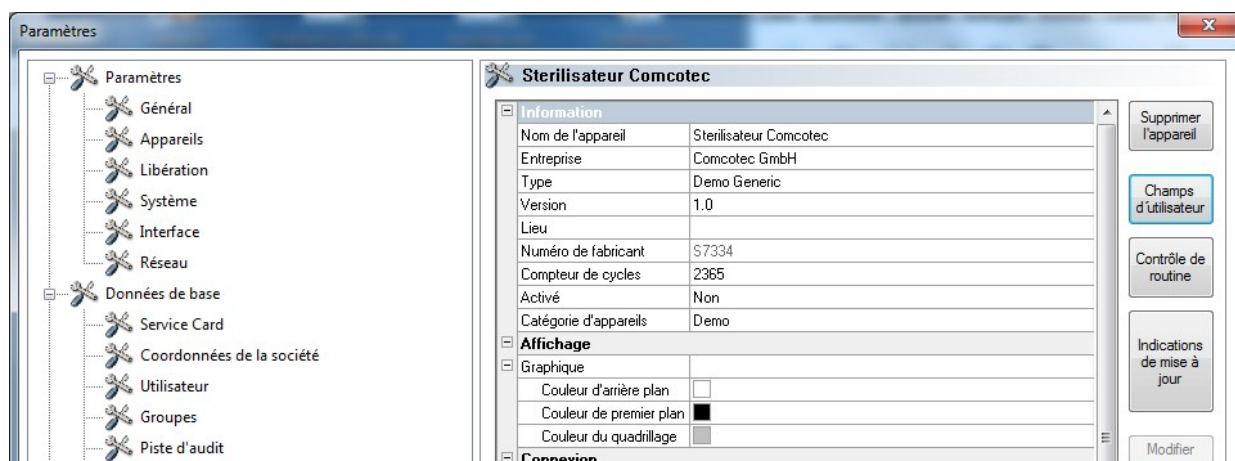 Paramètres
Paramètres
Général
Appareils
Libération
Système
Interface
Réseau
Données de base
Service Card
Coordonnées de la société
Utilisateur
Groupes
Piste d'audit
Sterilisateur Comcotec
Information
Nom de l'appareil Sterilisateur Comcotec
Entreprise Comcotec GmbH
Type Demo Generic
Version 1.0
Lieu
Numéro de fabricant S7334
Compteur de cycles 2365
Activé Non
Catégorie d'appareils Demo
Affichage
Graphique
Couleur d'arrière plan
Couleur de premier plan
Couleur du quadrillage
Connexion
Supprimer
l'appareil
Champs
d´utilisateur
Contrôle de
routine
Indications
de mise à
jour
Modifier